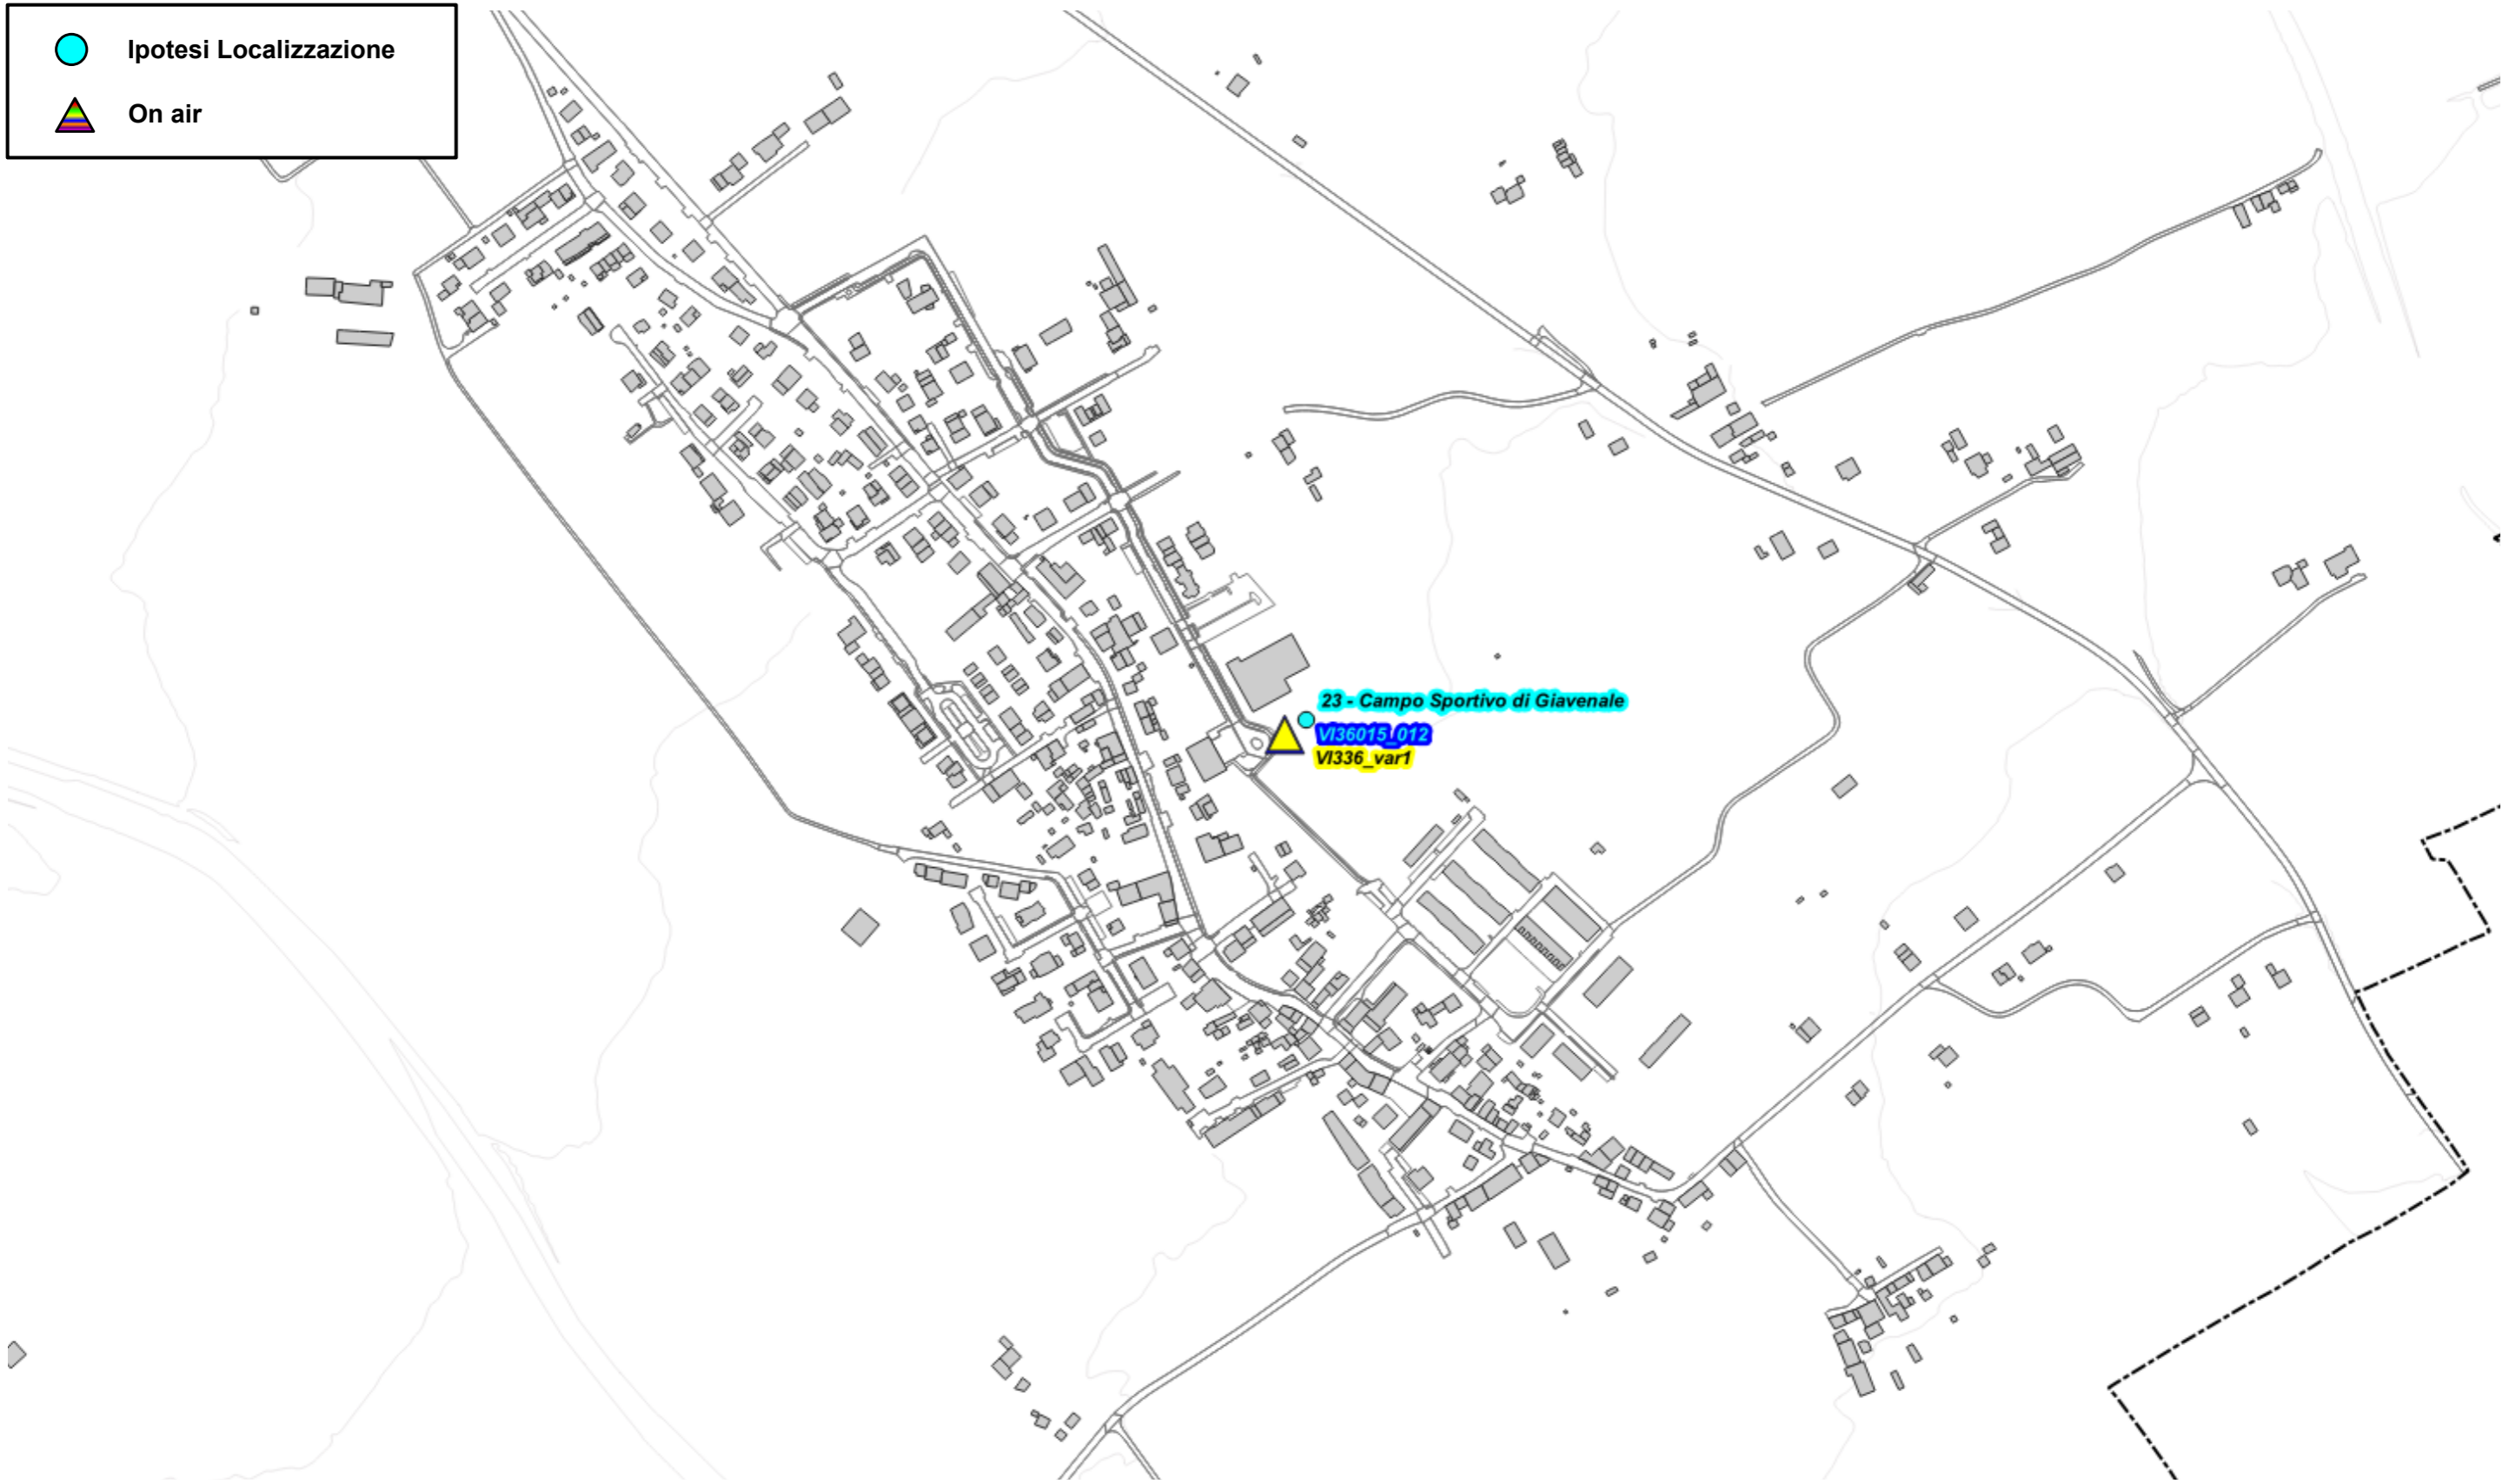 Ipotesi Localizzazione
On air
23 - Campo Sportivo di Giavenale
VI36015_012
VI336_var1